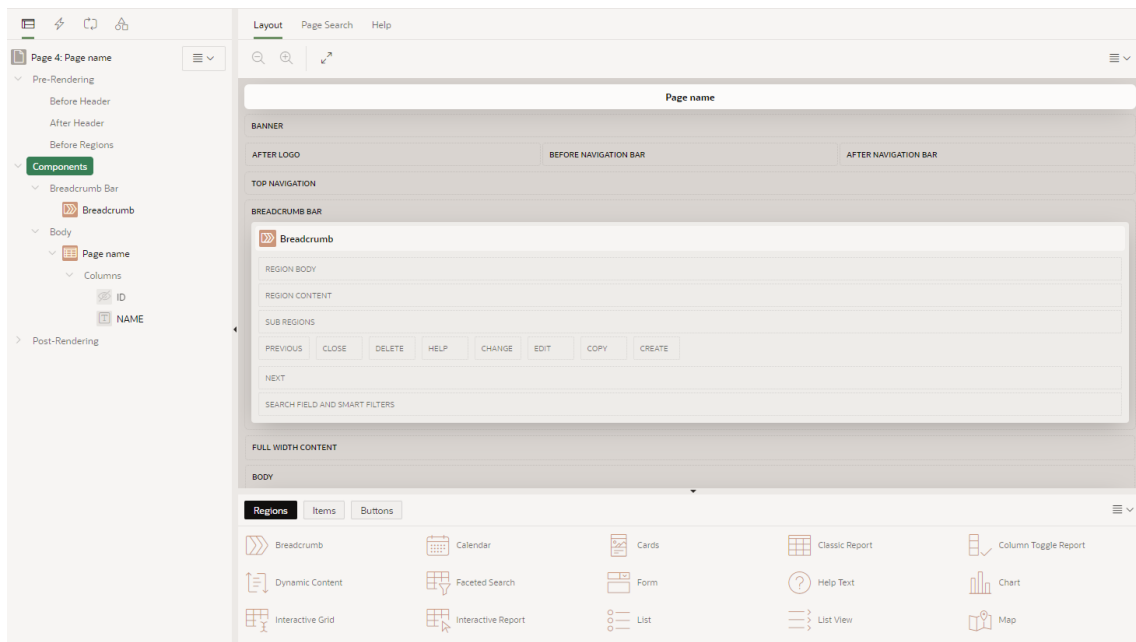 Layout Page Search Help
Page 4: Page name
Pre-Rendering
Before Header
After Header
Before Regions
Components
Breadcrumb Bar
Breadcrumb
Body
Page name
Columns
ID
NAME
Post-Rendering
Page name
BANNER
AFTER LOGO BEFORE NAVIGATION BAR AFTER NAVIGATION BAR
TOP NAVIGATION
BREADCRUMB BAR
Breadcrumb
REGION BODY
REGION CONTENT
SUB REGIONS
PREVIOUS CLOSE DELETE HELP CHANGE EDIT COPY CREATE
NEXT
SEARCH FIELD AND SMART FILTERS
FULL WIDTH CONTENT
BODY
Regions Items Buttons
Breadcrumb Calendar Cards Classic Report Column Toggle Report
Dynamic Content Faceted Search Form Help Text Chart
Interactive Grid Interactive Report List List View Map